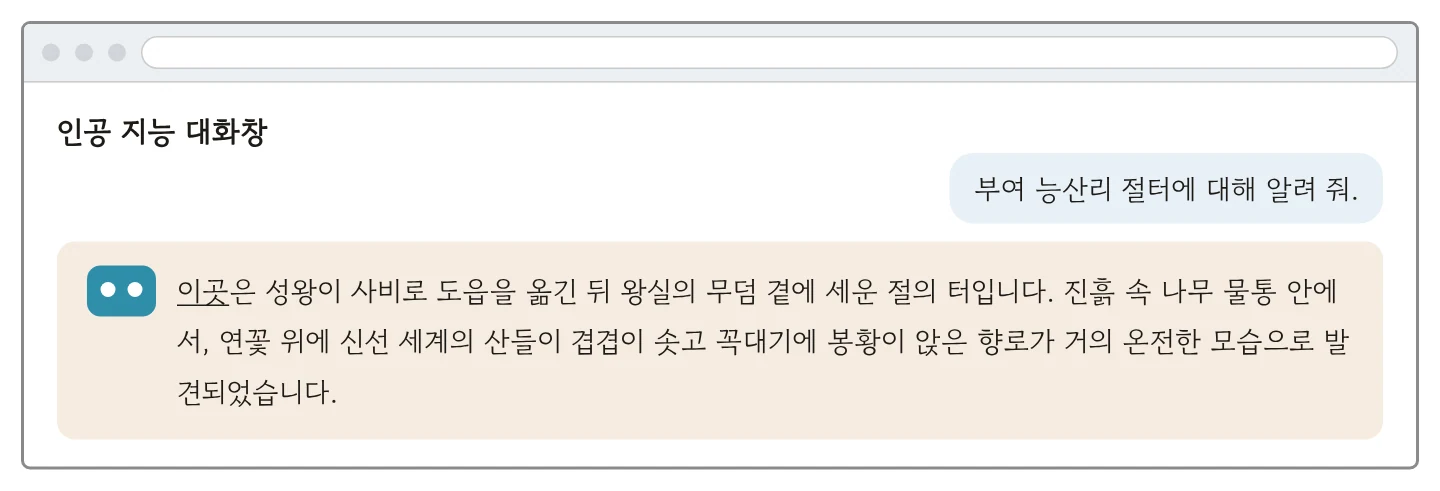 인공 지능 대화창
부여 능산리 절터에 대해 알려 줘.
이곳은 성왕이 사비로 도읍을 옮긴 뒤 왕실의 무덤 곁에 세운 절의 터입니다. 진흙 속 나무 물통 안에
서, 연꽃 위에 신선 세계의 산들이 겹겹이 솟고 꼭대기에 봉황이 앉은 향로가 거의 온전한 모습으로 발
견되었습니다.